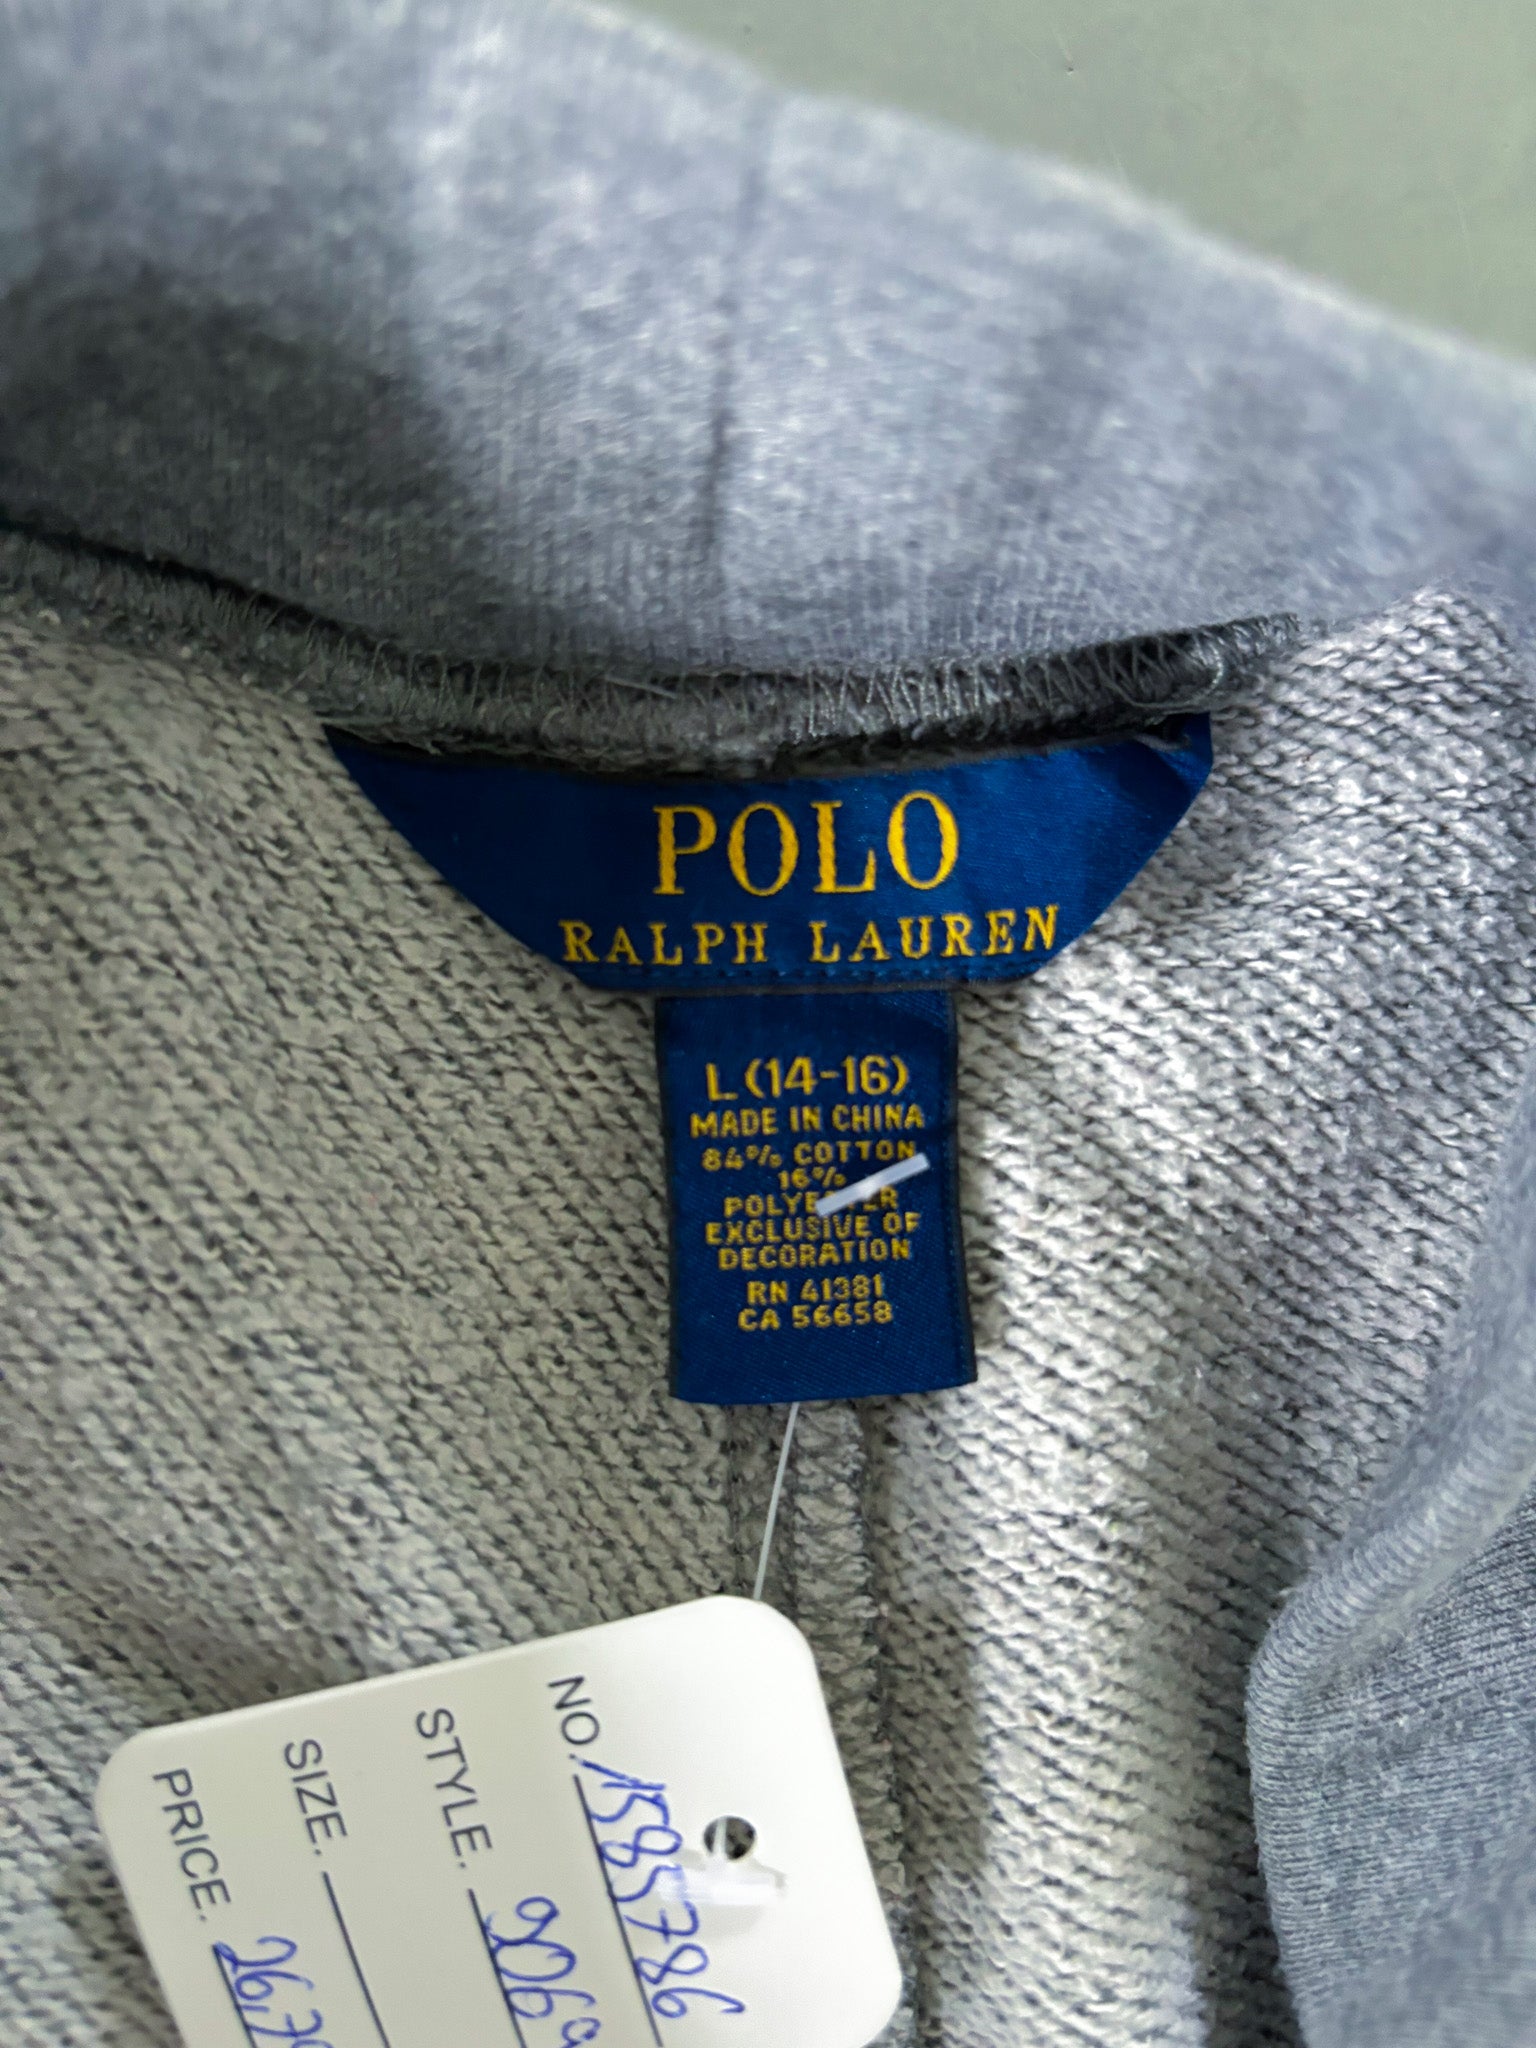 POLO
RALPH LAUREN
L (14-16)
MADE IN CHINA
84% COTTON
16%
POLYESTER
EXCLUSIVE OF
DECORATION
RN 41381
CA 56658
NO. 1585786
STYLE.
SIZE.
PRICE.